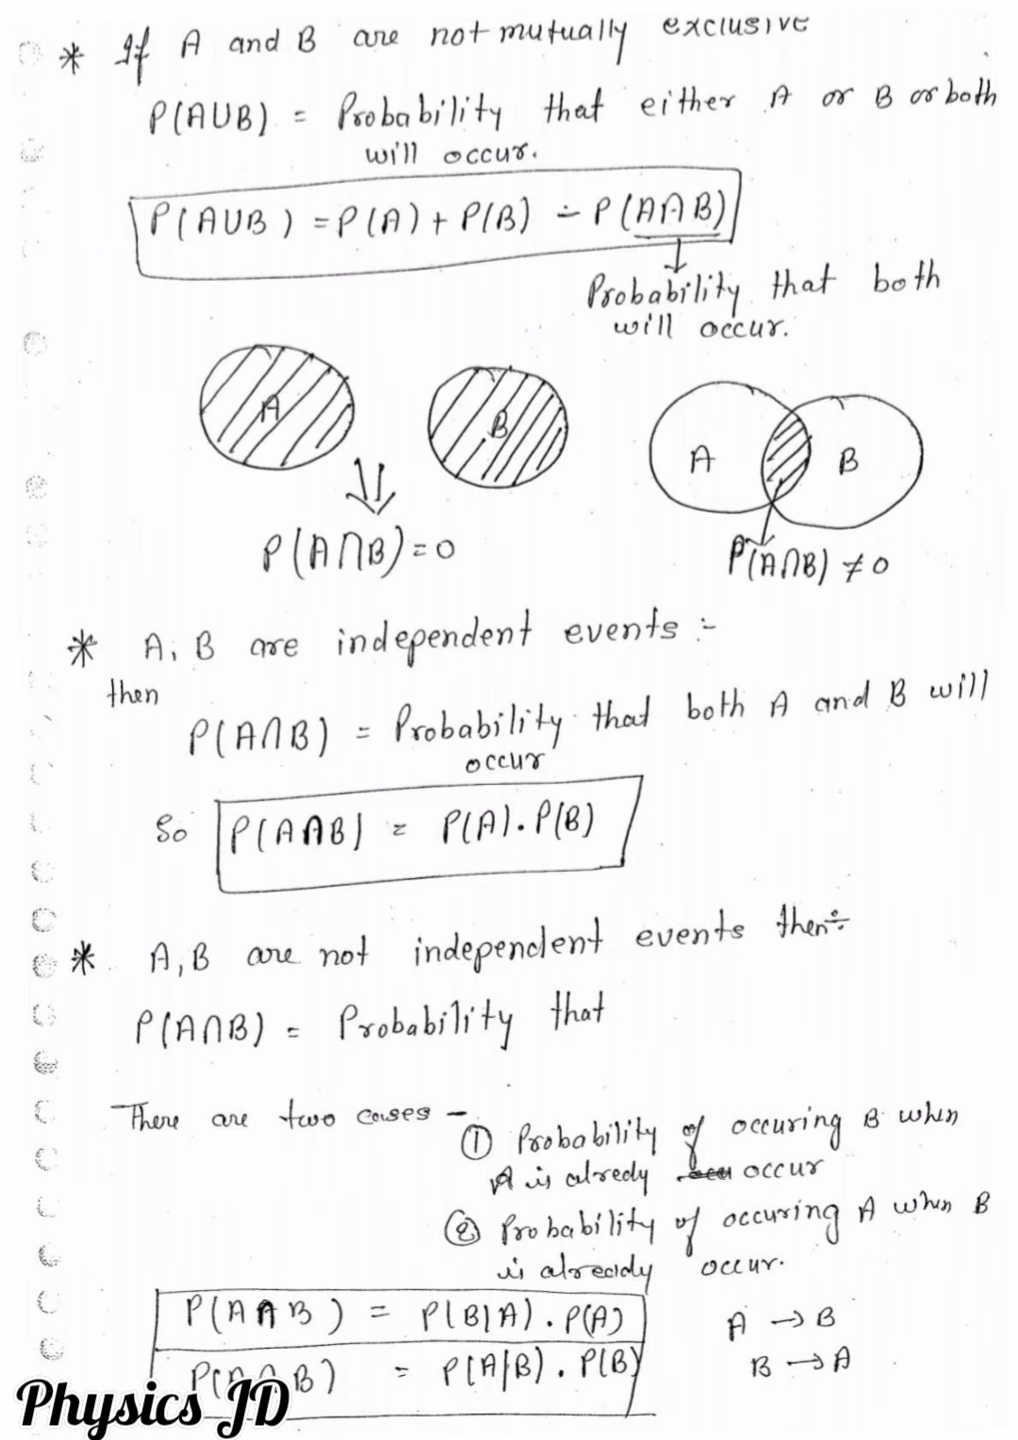 * If A and B are not mutually exclusive
P(A∪B) = Probability that either A or B or both
will occur.
P(A∪B) = P(A) + P(B) - P(A∩B)
Probability that both
will occur.
A
B
A
B
P(A∩B) = 0
P(A∩B) ≠ 0
* A, B are independent events :-
then
P(A∩B) = Probability that both A and B will
occur
So P(A∩B) = P(A).P(B)
* A, B are not independent events then÷
P(A∩B) = Probability that
There are two cases -
① Probability of occuring B when
A is alredy occur
② Probability of occuring A when B
is already occur.
P(A∩B) = P(B|A). P(A)
A → B
P(A∩B) = P(A|B). P(B)
B → A
Physics JD